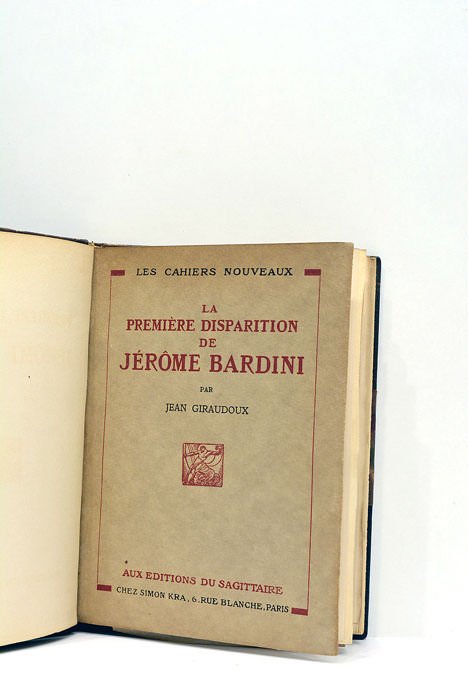 LES CAHIERS NOUVEAUX
LA
PREMIÈRE DISPARITION
DE
JÉRÔME BARDINI
PAR
JEAN GIRAUDOUX
AUX EDITIONS DU SAGITTAIRE
CHEZ SIMON KRA, 6, RUE BLANCHE, PARIS